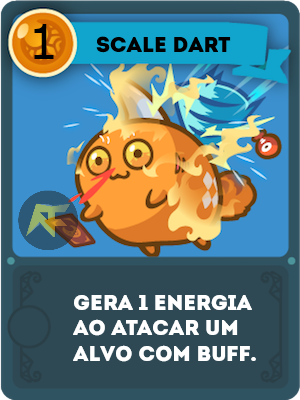 1
SCALE DART
GERA 1 ENERGIA
AO ATACAR UM
ALVO COM BUFF.